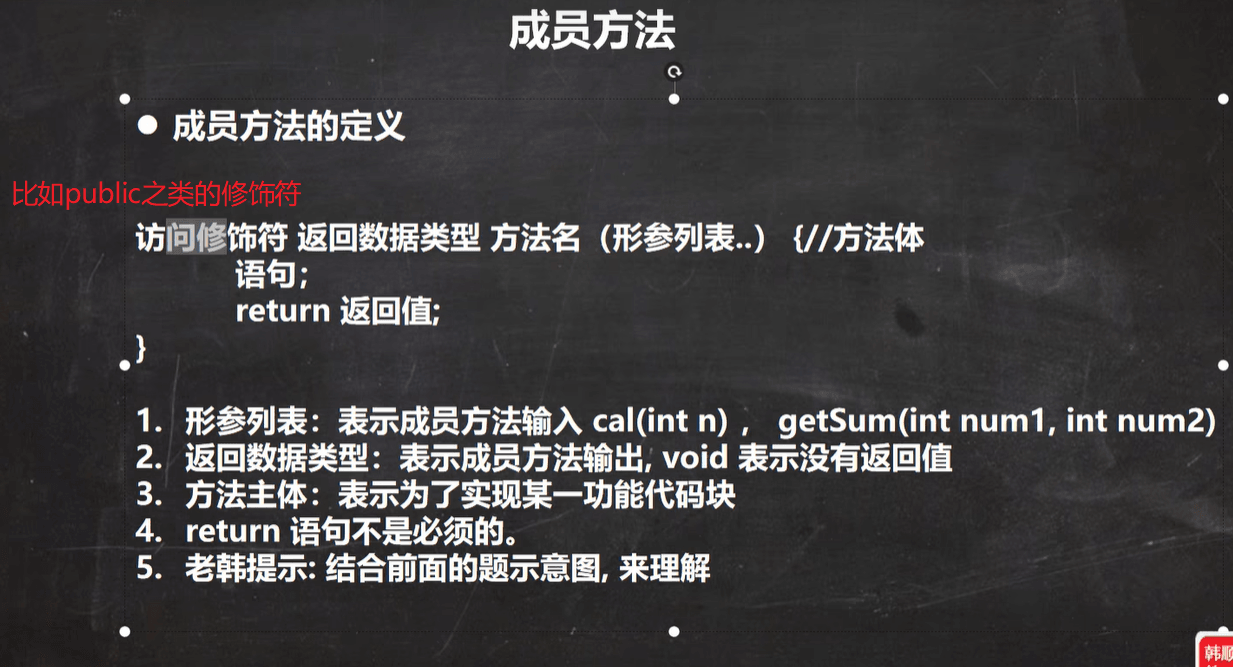 成员方法
● 成员方法的定义
比如public之类的修饰符
访问修饰符 返回数据类型 方法名（形参列表..） {//方法体
语句；
return 返回值;
}
1. 形参列表：表示成员方法输入 cal(int n) ， getSum(int num1, int num2)
2. 返回数据类型：表示成员方法输出, void 表示没有返回值
3. 方法主体：表示为了实现某一功能代码块
4. return 语句不是必须的。
5. 老韩提示: 结合前面的题示意图, 来理解
韩顺